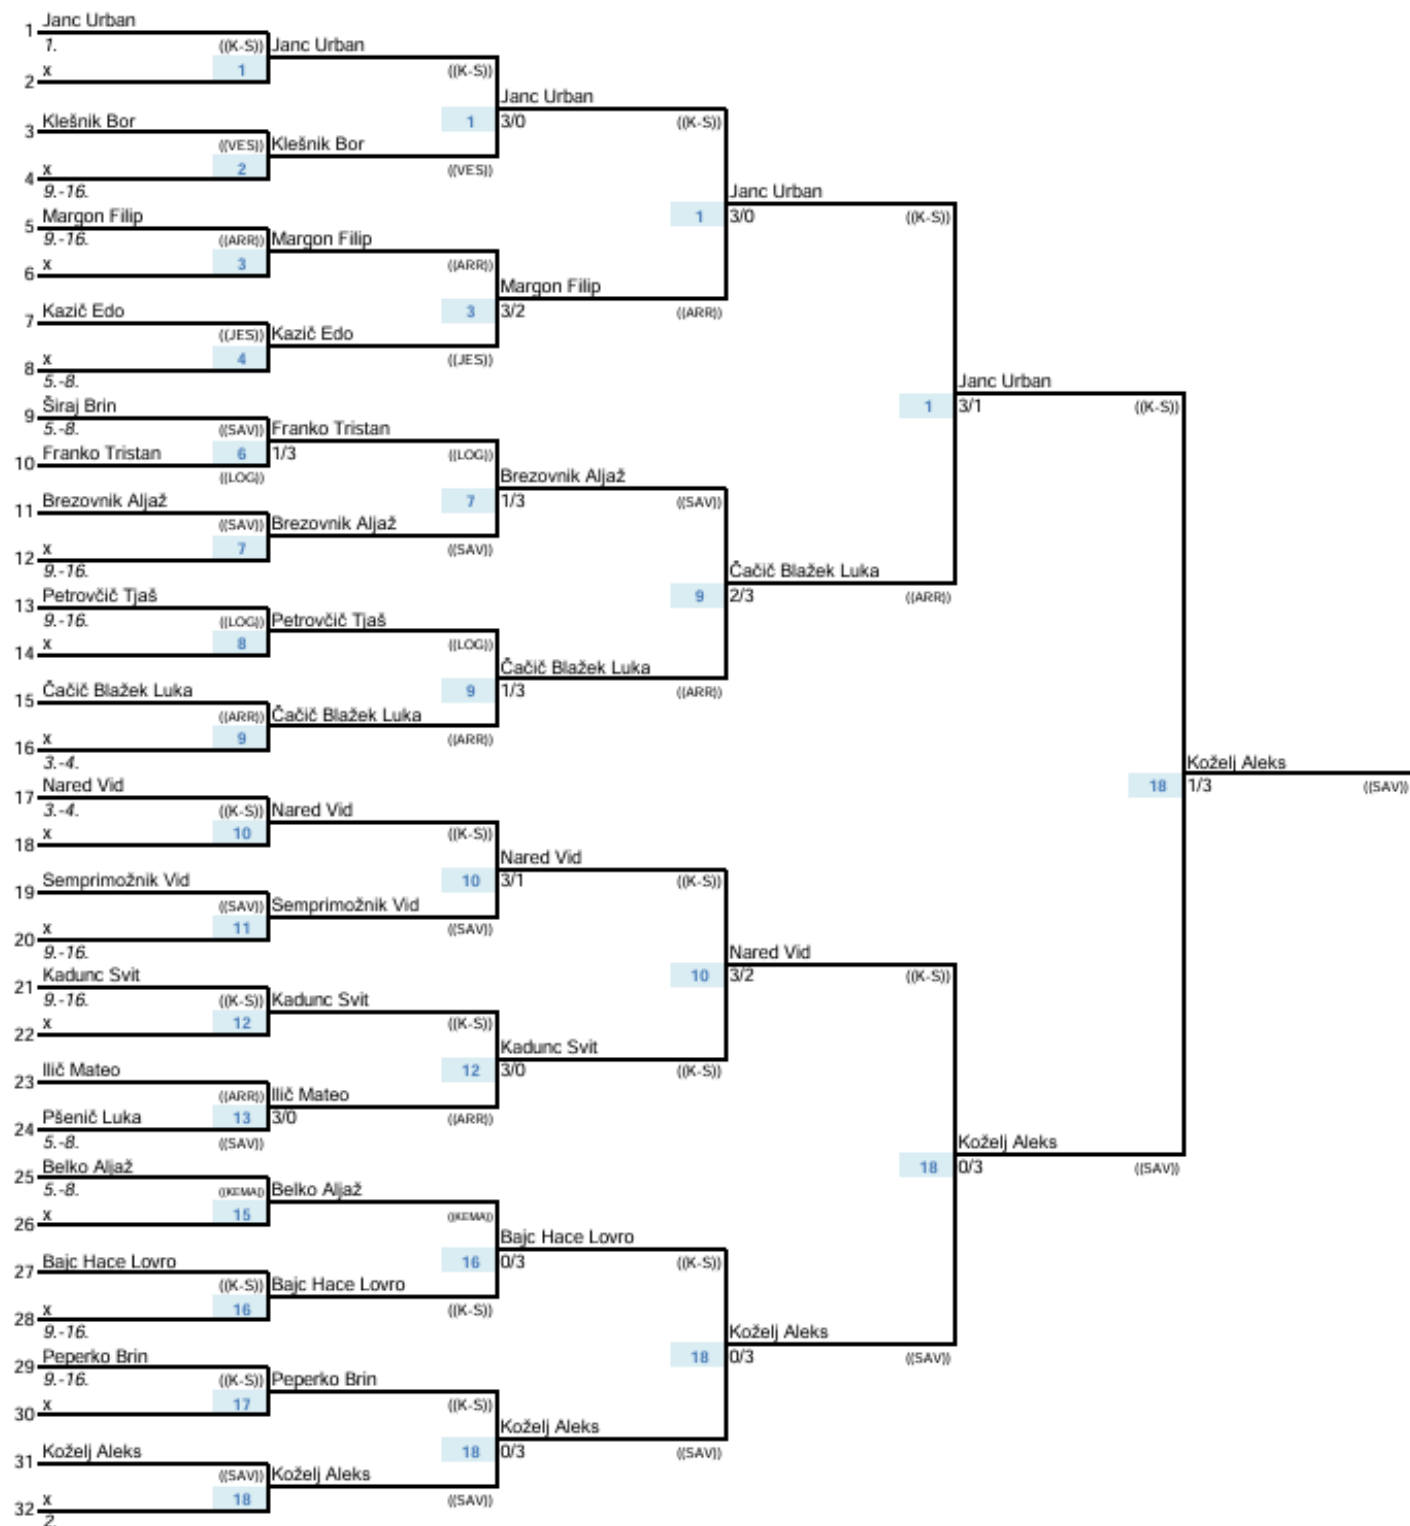 Janc Urban
1
1. ((K-S)) Janc Urban
x 1 ((K-S))
2
Janc Urban
Klešnik Bor 1 3/0 ((K-S))
3
((VES)) Klešnik Bor
x 2 ((VES))
4
9.-16.
Janc Urban
Margon Filip 1 3/0 ((K-S))
5
9.-16. ((ARR)) Margon Filip
x 3 ((ARR))
6
Margon Filip
Kazič Edo 3 3/2 ((ARR))
7
((JES)) Kazič Edo
x 4 ((JES))
8
5.-8.
Janc Urban
Širaj Brin 1 3/1 ((K-S))
9
5.-8. ((SAV)) Franko Tristan
Franko Tristan 6 1/3 ((LOG))
10
((LOG))
Brezovnik Aljaž
Brezovnik Aljaž 7 1/3 ((SAV))
11
((SAV)) Brezovnik Aljaž
x 7 ((SAV))
12
9.-16.
Čačič Blažek Luka
Petrovčič Tjaš 9 2/3 ((ARR))
13
9.-16. ((LOG)) Petrovčič Tjaš
x 8 ((LOG))
14
Čačič Blažek Luka
Čačič Blažek Luka 9 1/3 ((ARR))
15
((ARR)) Čačič Blažek Luka
x 9 ((ARR))
16
3.-4.
Koželj Aleks
Nared Vid 18 1/3 ((SAV))
17
3.-4. ((K-S)) Nared Vid
x 10 ((K-S))
18
Nared Vid
Semprimožnik Vid 10 3/1 ((K-S))
19
((SAV)) Semprimožnik Vid
x 11 ((SAV))
20
9.-16.
Nared Vid
Kadunc Svit 10 3/2 ((K-S))
21
9.-16. ((K-S)) Kadunc Svit
x 12 ((K-S))
22
Kadunc Svit
Ilič Mateo 12 3/0 ((K-S))
23
((ARR)) Ilič Mateo
Pšenič Luka 13 3/0 ((ARR))
24
5.-8. ((SAV))
Koželj Aleks
Belko Aljaž 18 0/3 ((SAV))
25
5.-8. ((KEMA)) Belko Aljaž
x 15 ((KEMA))
26
Bajc Hace Lovro
Bajc Hace Lovro 16 0/3 ((K-S))
27
((K-S)) Bajc Hace Lovro
x 16 ((K-S))
28
9.-16.
Koželj Aleks
Peperko Brin 18 0/3 ((SAV))
29
9.-16. ((K-S)) Peperko Brin
x 17 ((K-S))
30
Koželj Aleks
Koželj Aleks 18 0/3 ((SAV))
31
((SAV)) Koželj Aleks
x 18 ((SAV))
32
2.